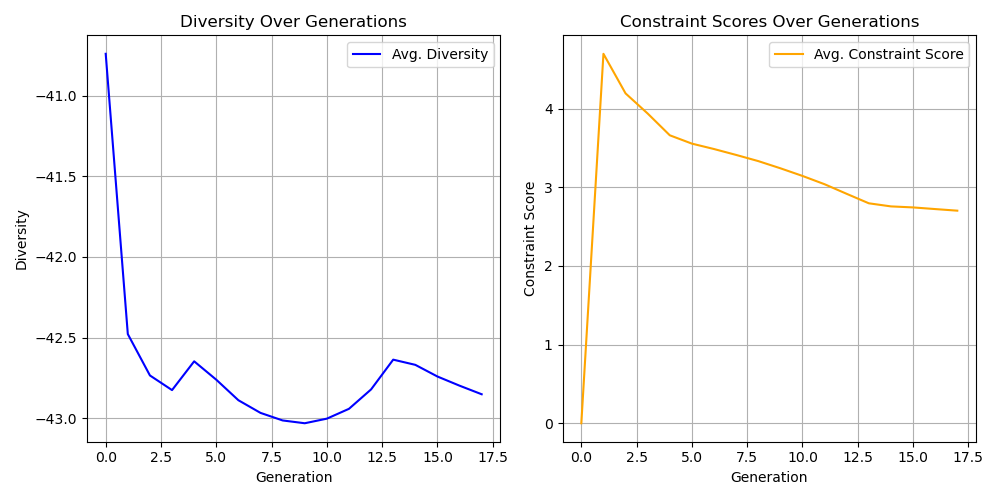 Diversity Over Generations
Avg. Diversity
−41.0
−41.5
−42.0
−42.5
−43.0
Diversity
0.0 2.5 5.0 7.5 10.0 12.5 15.0 17.5
Generation
Constraint Scores Over Generations
Avg. Constraint Score
4
3
2
1
0
Constraint Score
0.0 2.5 5.0 7.5 10.0 12.5 15.0 17.5
Generation